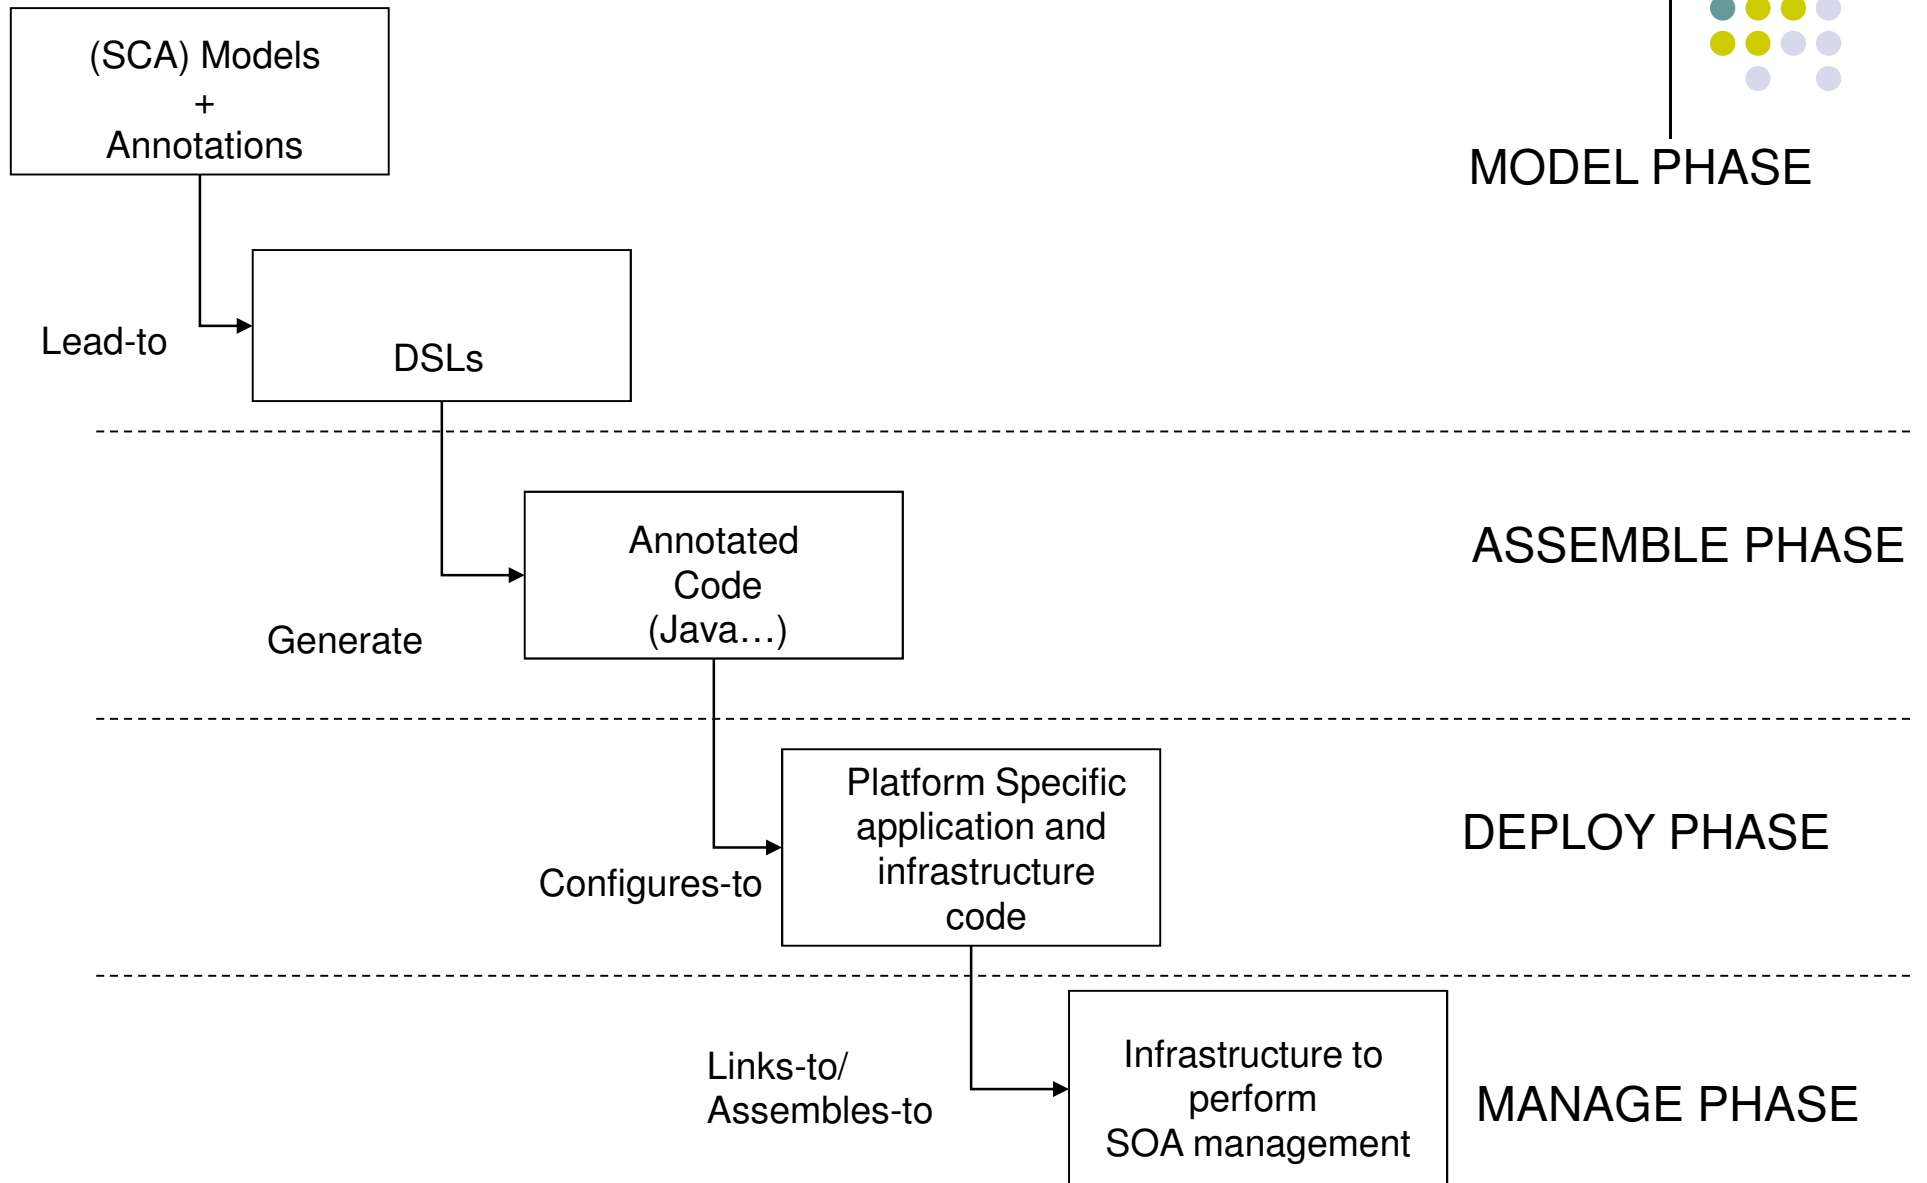 (SCA) Models
+
Annotations
MODEL PHASE
Lead-to
DSLs
Annotated
Code
(Java…)
ASSEMBLE PHASE
Generate
Platform Specific
application and
infrastructure
code
DEPLOY PHASE
Configures-to
Infrastructure to
perform
SOA management
Links-to/
Assembles-to
MANAGE PHASE